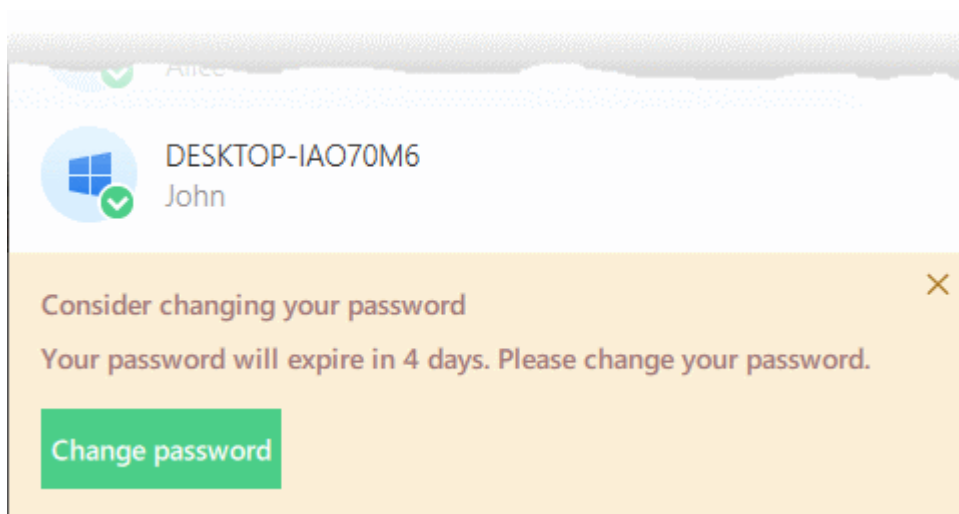 Alice
DESKTOP-IAO70M6
John
Consider changing your password
Your password will expire in 4 days. Please change your password.
Change password